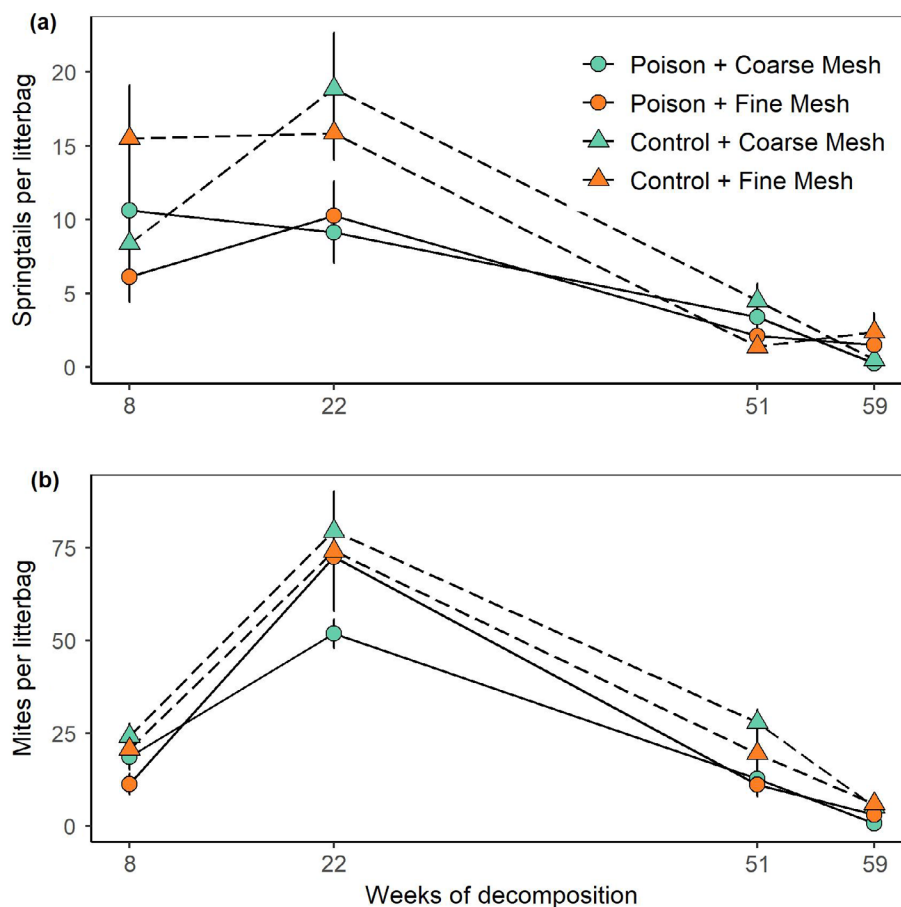 (a)
Springtails per litterbag
20
15
10
5
0
Poison + Coarse Mesh
Poison + Fine Mesh
Control + Coarse Mesh
Control + Fine Mesh
8 22 51 59
(b)
Mites per litterbag
75
50
25
0
8 22 51 59
Weeks of decomposition